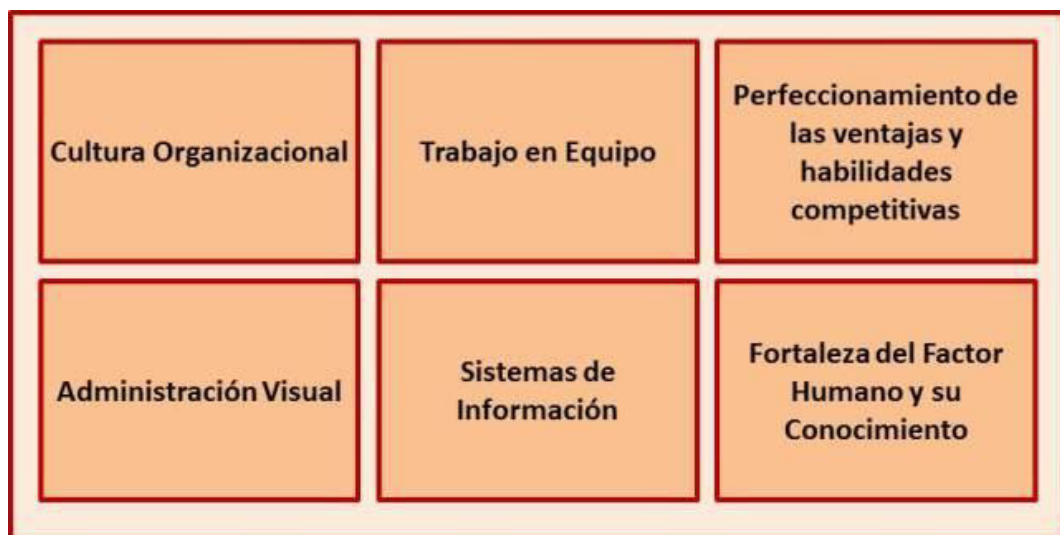 Cultura Organizacional
Trabajo en Equipo
Perfeccionamiento de
las ventajas y
habilidades
competitivas
Administración Visual
Sistemas de
Información
Fortaleza del Factor
Humano y su
Conocimiento